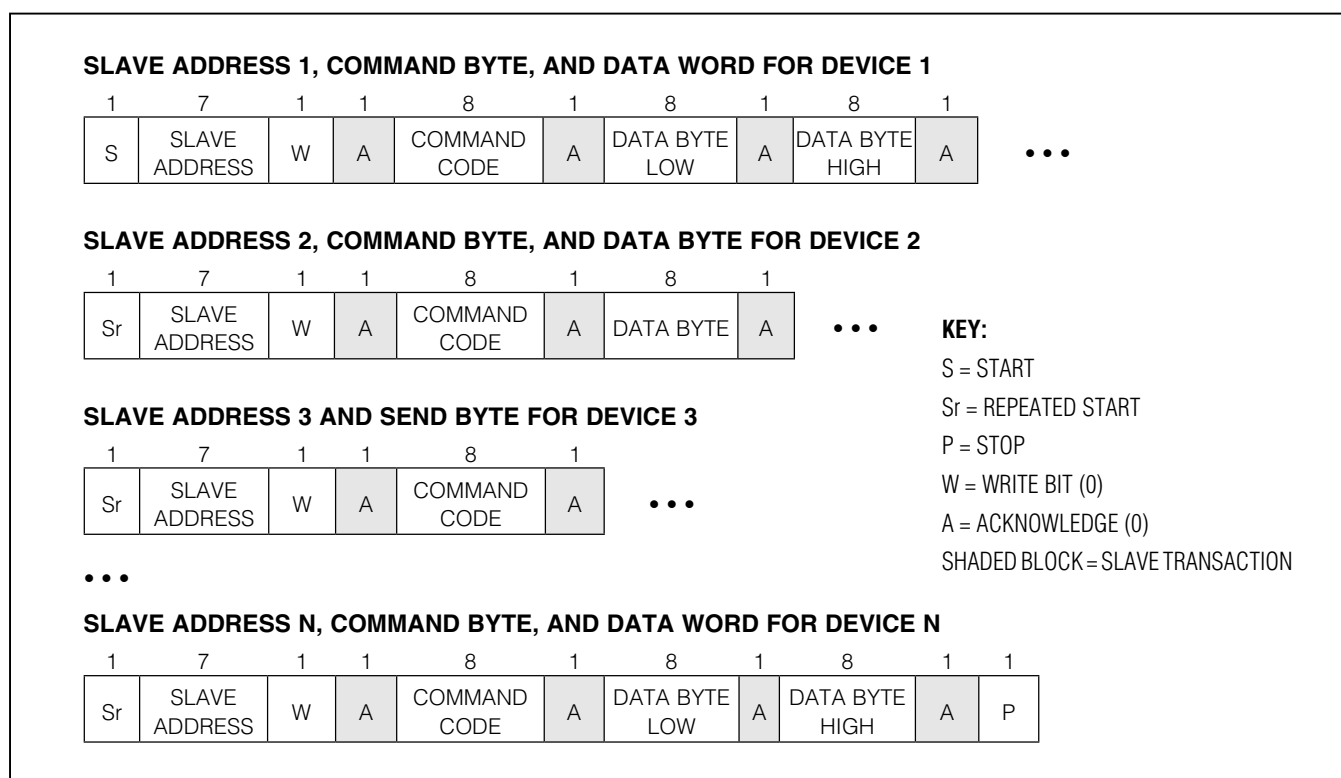 SLAVE ADDRESS 1, COMMAND BYTE, AND DATA WORD FOR DEVICE 1
1 7 1 1 8 1 8 1 8 1
S SLAVE ADDRESS W A COMMAND CODE A DATA BYTE LOW A DATA BYTE HIGH A • • •
SLAVE ADDRESS 2, COMMAND BYTE, AND DATA BYTE FOR DEVICE 2
1 7 1 1 8 1 8 1
Sr SLAVE ADDRESS W A COMMAND CODE A DATA BYTE A • • •
SLAVE ADDRESS 3 AND SEND BYTE FOR DEVICE 3
1 7 1 1 8 1
Sr SLAVE ADDRESS W A COMMAND CODE A • • •
• • •
SLAVE ADDRESS N, COMMAND BYTE, AND DATA WORD FOR DEVICE N
1 7 1 1 8 1 8 1 8 1 1
Sr SLAVE ADDRESS W A COMMAND CODE A DATA BYTE LOW A DATA BYTE HIGH A P
KEY:
S = START
Sr = REPEATED START
P = STOP
W = WRITE BIT (0)
A = ACKNOWLEDGE (0)
SHADED BLOCK = SLAVE TRANSACTION